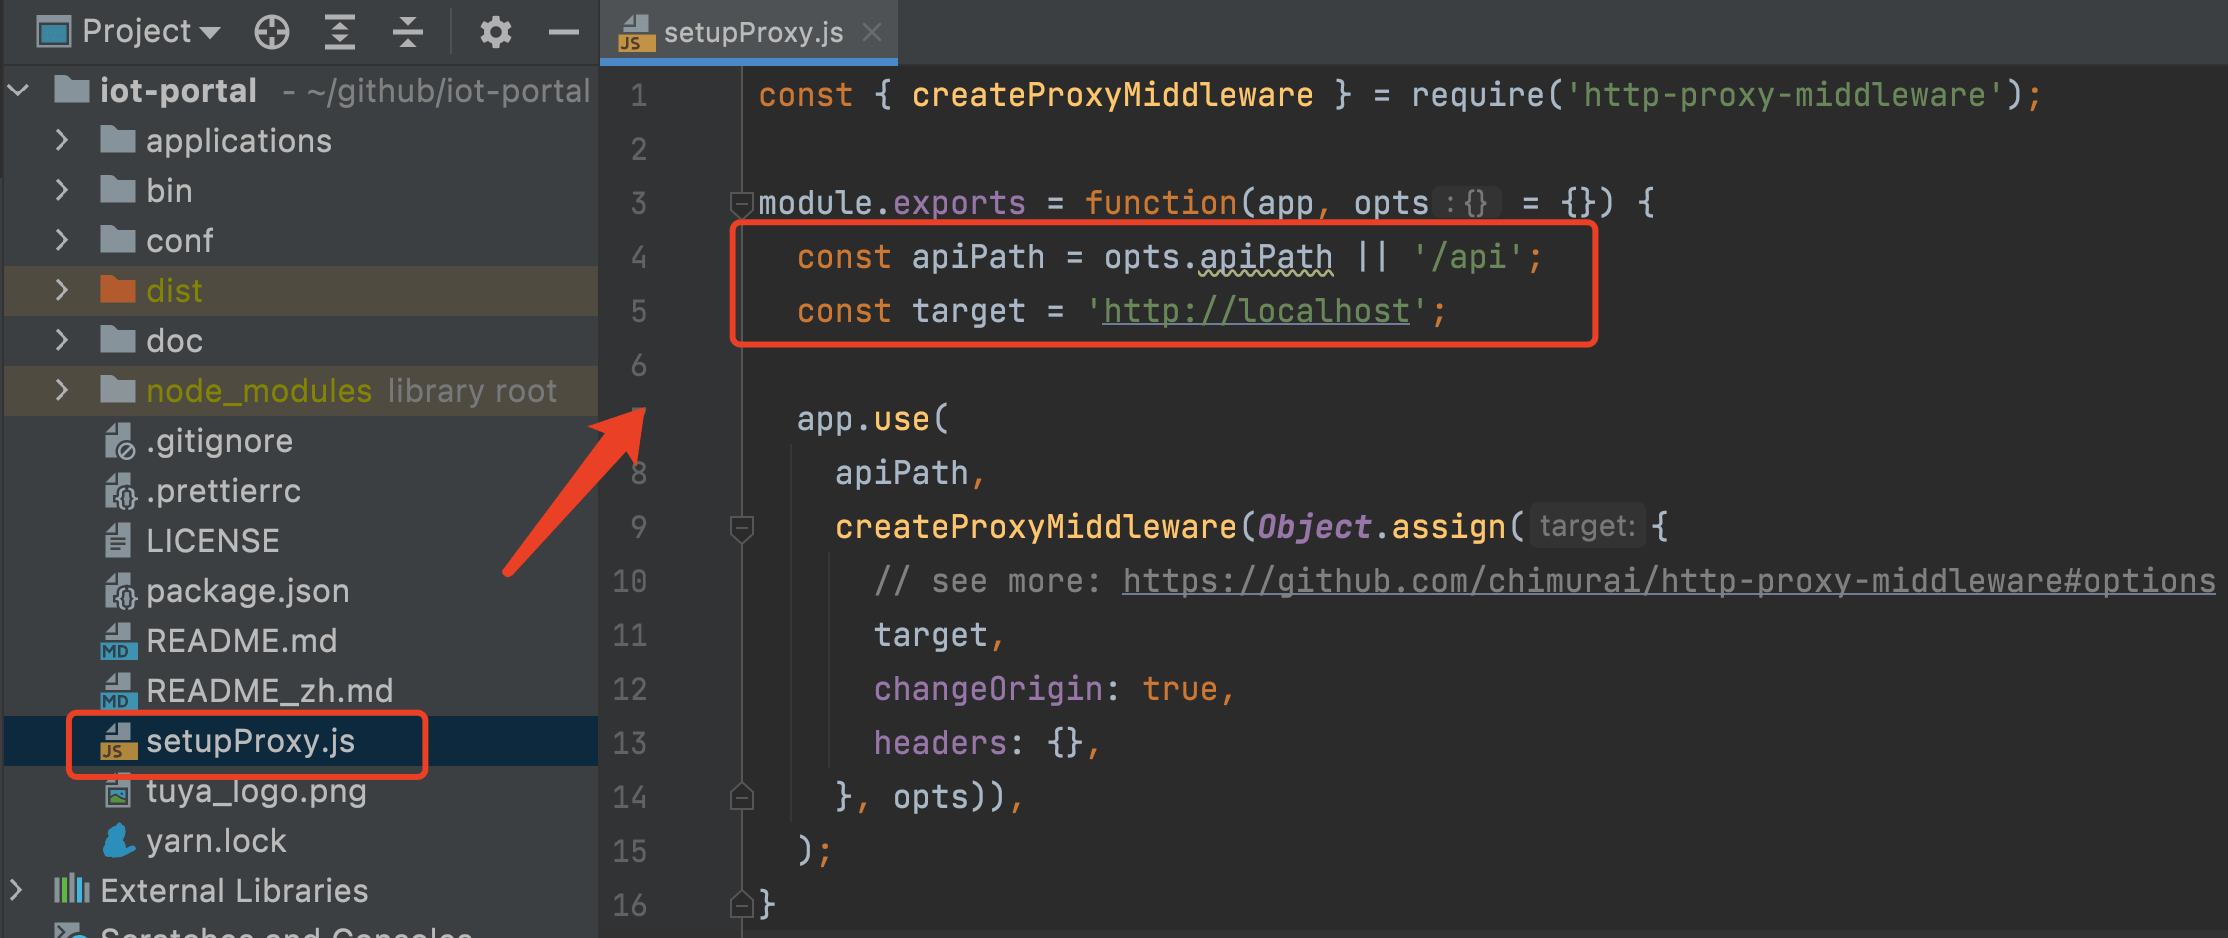 Project
iot-portal - ~/github/iot-portal
applications
bin
conf
dist
doc
node_modules library root
.gitignore
.prettierrc
LICENSE
package.json
README.md
README_zh.md
setupProxy.js
tuya_logo.png
yarn.lock
External Libraries
Scratches and Consoles
setupProxy.js
1 const { createProxyMiddleware } = require('http-proxy-middleware');
2
3 module.exports = function(app, opts : {} = {}) {
4 const apiPath = opts.apiPath || '/api';
5 const target = 'http://localhost';
6
app.use(
8 apiPath,
9 createProxyMiddleware(Object.assign( target: {
10 // see more: https://github.com/chimurai/http-proxy-middleware#options
11 target,
12 changeOrigin: true,
13 headers: {},
14 }, opts)),
15 );
16 }